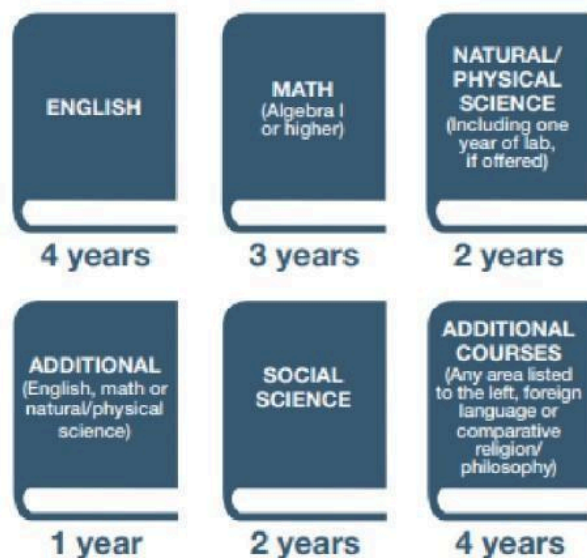 ENGLISH
4 years
MATH
(Algebra I
or higher)
3 years
NATURAL/
PHYSICAL
SCIENCE
(Including one
year of lab,
if offered)
2 years
ADDITIONAL
(English, math or
natural/physical
science)
1 year
SOCIAL
SCIENCE
2 years
ADDITIONAL
COURSES
(Any area listed
to the left, foreign
language or
comparative
religion/
philosophy)
4 years